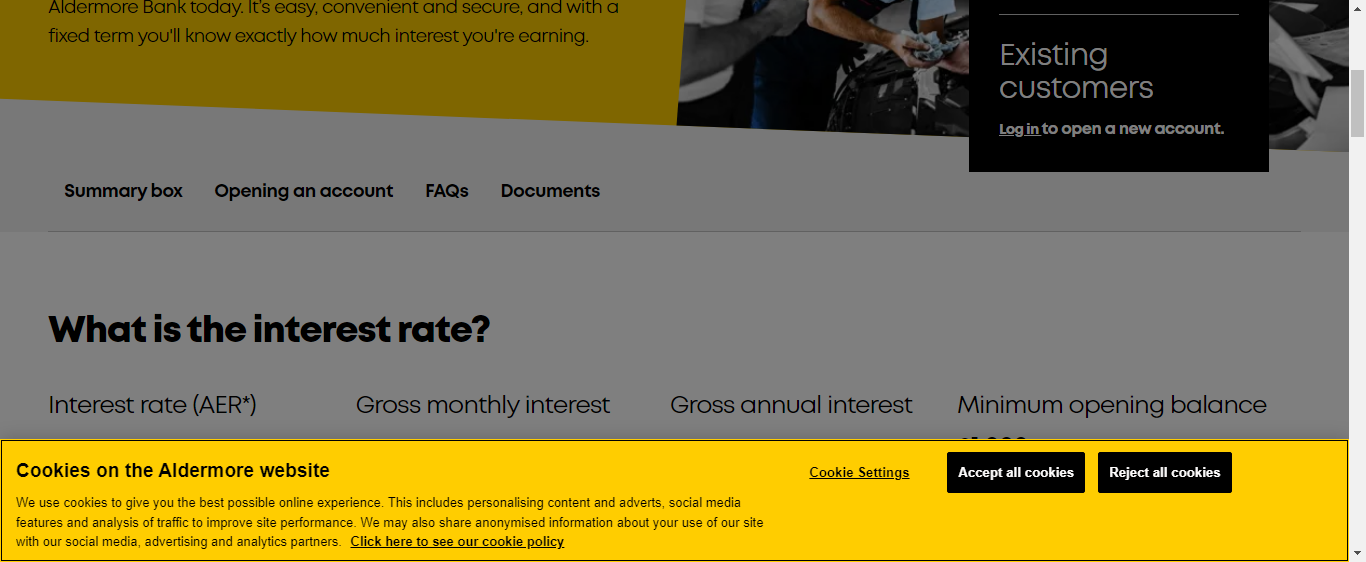 Aldermore Bank today. It's easy, convenient and secure, and with a
fixed term you'll know exactly how much interest you're earning.
Existing
customers
Log in to open a new account.
Summary box
Opening an account
FAQs
Documents
What is the interest rate?
Interest rate (AER*)
Gross monthly interest
Gross annual interest
Minimum opening balance
Cookies on the Aldermore website
We use cookies to give you the best possible online experience. This includes personalising content and adverts, social media
features and analysis of traffic to improve site performance. We may also share anonymised information about your use of our site
with our social media, advertising and analytics partners. Click here to see our cookie policy
Cookie Settings
Accept all cookies
Reject all cookies